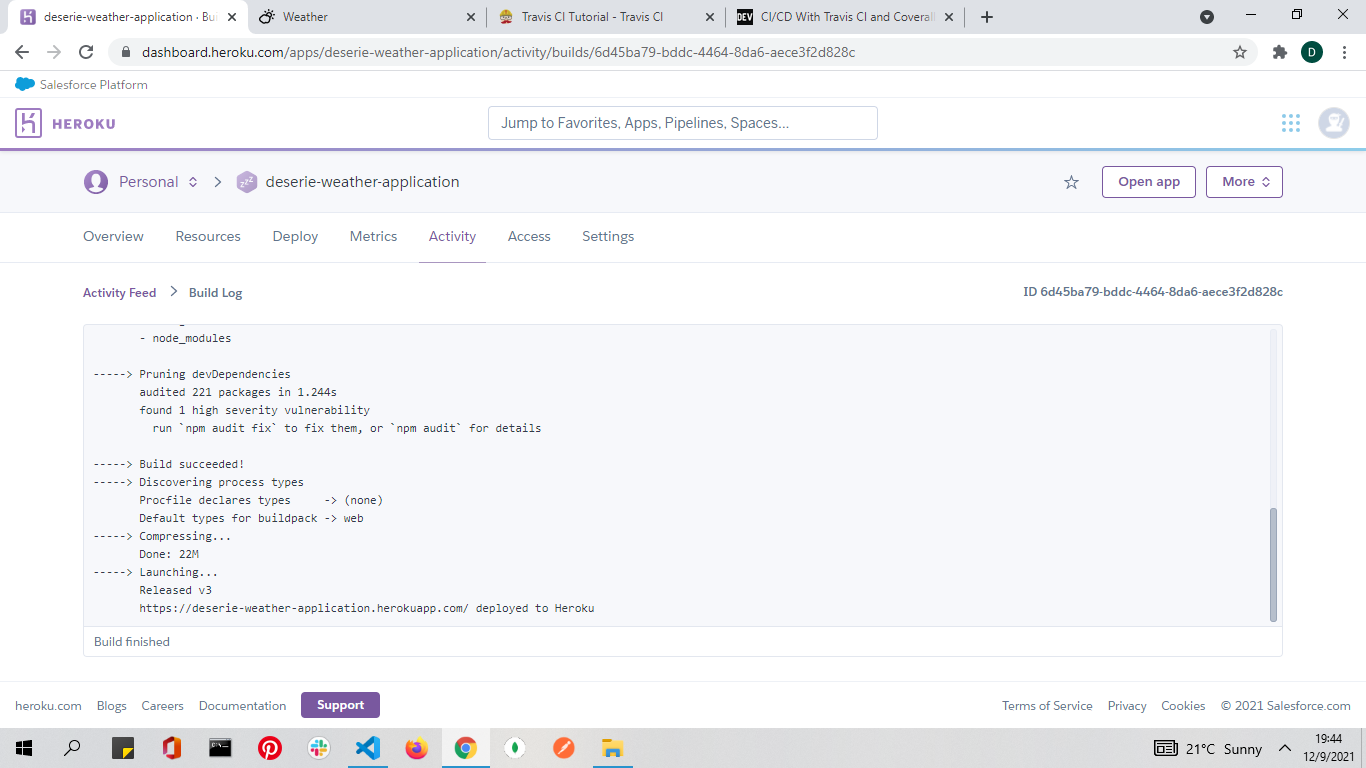 deserie-weather-application · Bui
Weather
Travis CI Tutorial - Travis CI
DEV
CI/CD With Travis CI and Coverall
dashboard.heroku.com/apps/deserie-weather-application/activity/builds/6d45ba79-bddc-4464-8da6-aece3f2d828c
D
Salesforce Platform
HEROKU
Jump to Favorites, Apps, Pipelines, Spaces...
Personal
deserie-weather-application
Open app
More
Overview
Resources
Deploy
Metrics
Activity
Access
Settings
Activity Feed > Build Log
ID 6d45ba79-bddc-4464-8da6-aece3f2d828c
- node_modules
-----> Pruning devDependencies
audited 221 packages in 1.244s
found 1 high severity vulnerability
run `npm audit fix` to fix them, or `npm audit` for details
-----> Build succeeded!
-----> Discovering process types
Procfile declares types     -> (none)
Default types for buildpack -> web
-----> Compressing...
Done: 22M
-----> Launching...
Released v3
https://deserie-weather-application.herokuapp.com/ deployed to Heroku
Build finished
heroku.com
Blogs
Careers
Documentation
Support
Terms of Service
Privacy
Cookies
© 2021 Salesforce.com
21°C Sunny
19:44
12/9/2021